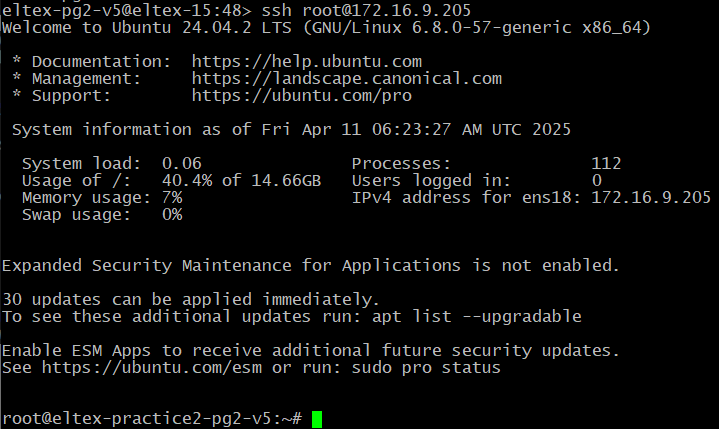 eltex-pg2-v5@eltex-15:48> ssh root@172.16.9.205
Welcome to Ubuntu 24.04.2 LTS (GNU/Linux 6.8.0-57-generic x86_64)
* Documentation: https://help.ubuntu.com
* Management: https://landscape.canonical.com
* Support: https://ubuntu.com/pro
System information as of Fri Apr 11 06:23:27 AM UTC 2025
System load: 0.06 Processes: 112
Usage of /: 40.4% of 14.66GB Users logged in: 0
Memory usage: 7% IPv4 address for ens18: 172.16.9.205
Swap usage: 0%
Expanded Security Maintenance for Applications is not enabled.
30 updates can be applied immediately.
To see these additional updates run: apt list --upgradable
Enable ESM Apps to receive additional future security updates.
See https://ubuntu.com/esm or run: sudo pro status
root@eltex-practice2-pg2-v5:~#